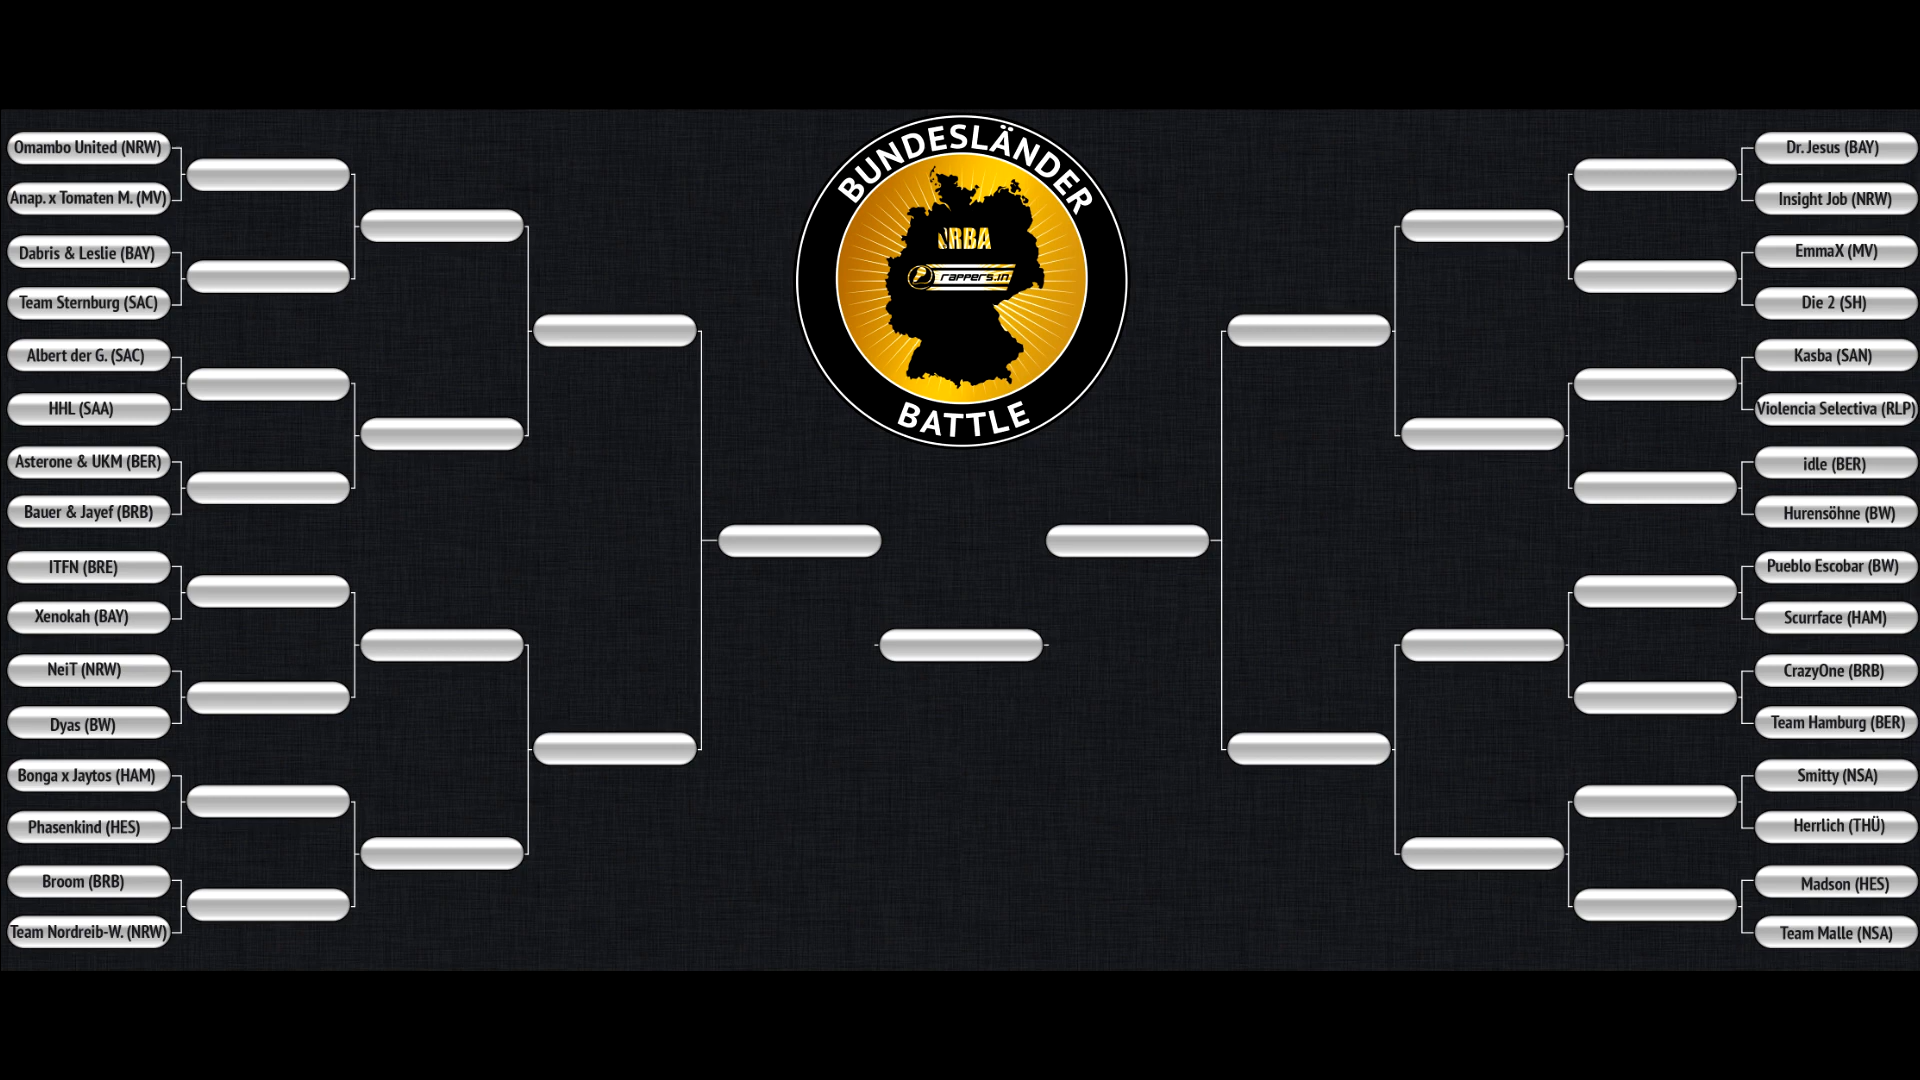 BUNDESLÄNDER
RBA
rappers.in
BATTLE
Omambo United (NRW)
Anap. x Tomaten M. (MV)
Dabris & Leslie (BAY)
Team Sternburg (SAC)
Albert der G. (SAC)
HHL (SAA)
Asterone & UKM (BER)
Bauer & Jayef (BRB)
ITFN (BRE)
Xenokah (BAY)
NeiT (NRW)
Dyas (BW)
Bonga x Jaytos (HAM)
Phasenkind (HES)
Broom (BRB)
Team Nordreib-W. (NRW)
Dr. Jesus (BAY)
Insight Job (NRW)
EmmaX (MV)
Die 2 (SH)
Kasba (SAN)
Violencia Selectiva (RLP)
idle (BER)
Hurensöhne (BW)
Pueblo Escobar (BW)
Scurrface (HAM)
CrazyOne (BRB)
Team Hamburg (BER)
Smitty (NSA)
Herrlich (THÜ)
Madson (HES)
Team Malle (NSA)